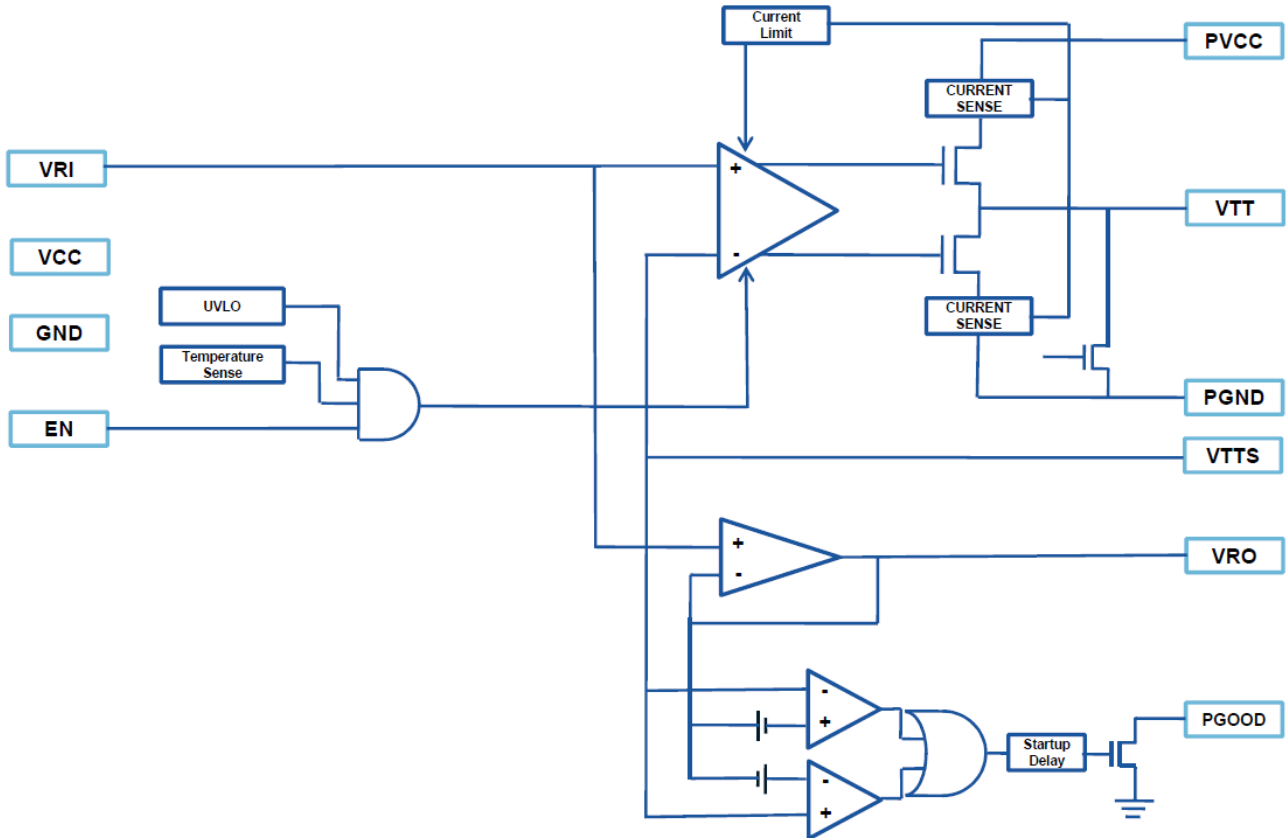 Current
Limit
PVCC
CURRENT
SENSE
VRI
+
VTT
VCC
-
UVLO
CURRENT
SENSE
GND
Temperature
Sense
PGND
EN
VTTS
+
VRO
-
-
PGOOD
+
Startup
Delay
-
+